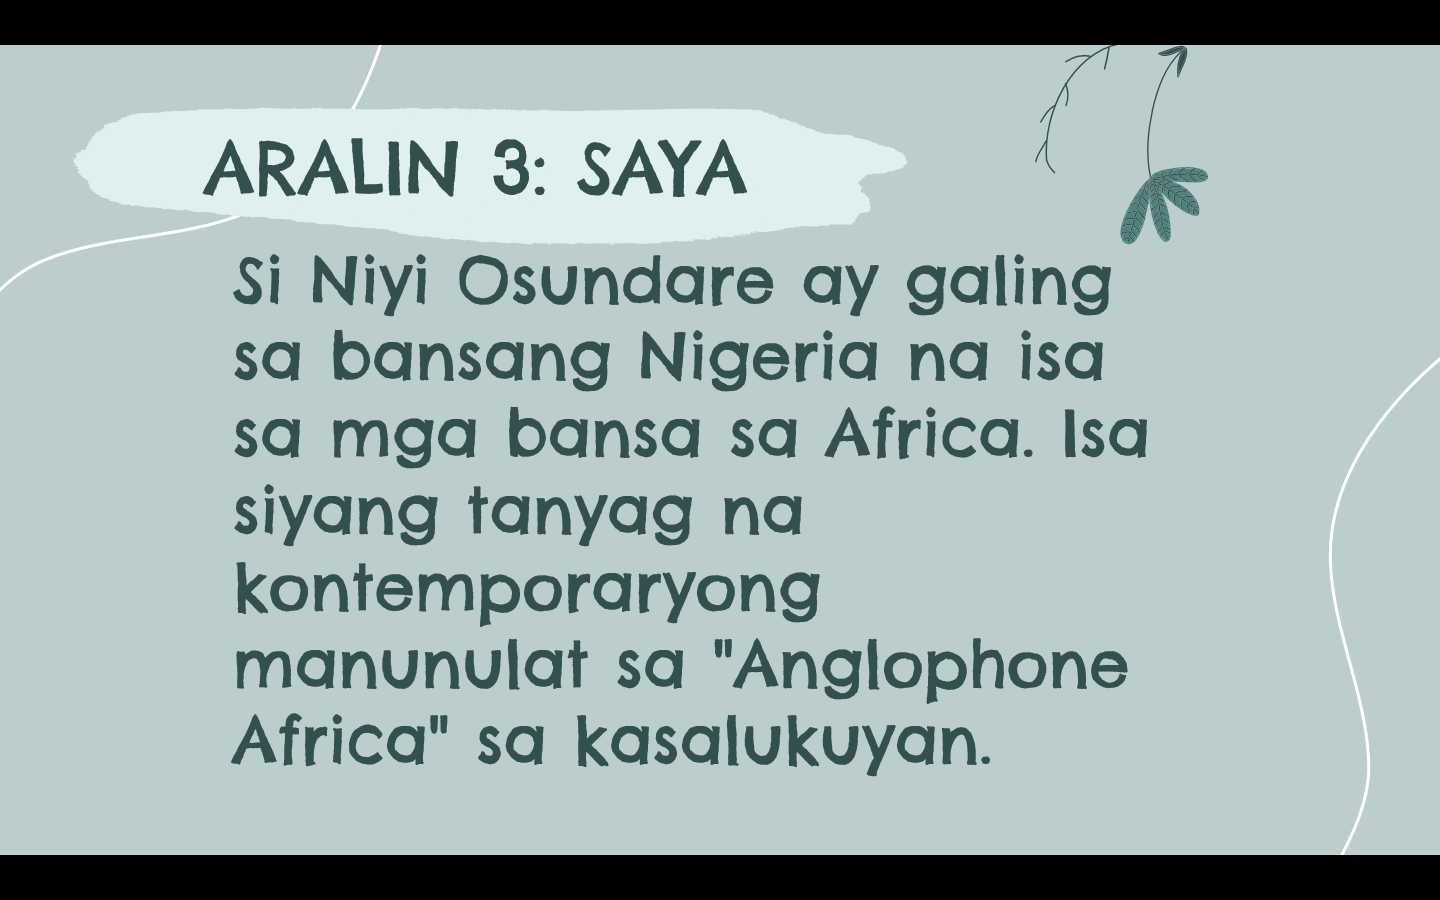 ARALIN 3: SAYA
Si Niyi Osundare ay galing
sa bansang Nigeria na isa
sa mga bansa sa Africa. Isa
siyang tanyag na
kontemporaryong
manunulat sa "Anglophone
Africa" sa kasalukuyan.